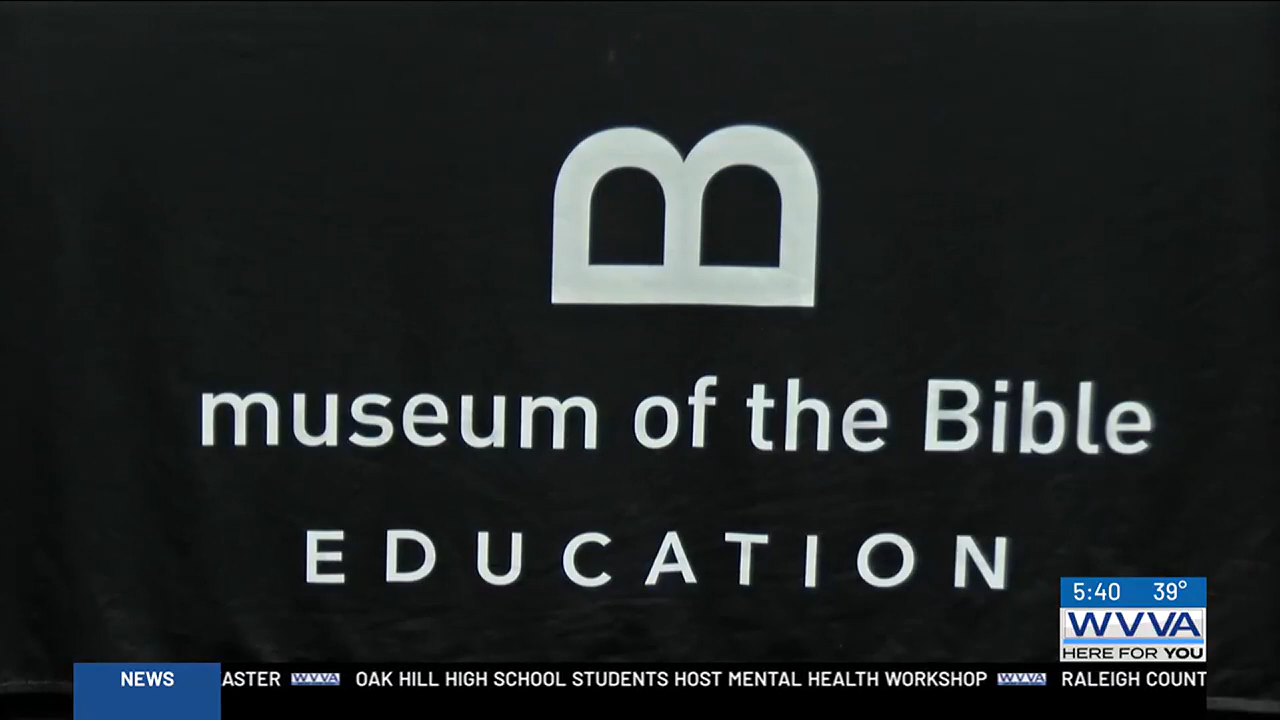 B
museum of the Bible
EDUCATION
5:40 39°
WVVA
HERE FOR YOU
NEWS ASTER WVVA OAK HILL HIGH SCHOOL STUDENTS HOST MENTAL HEALTH WORKSHOP WVVA RALEIGH COUNT